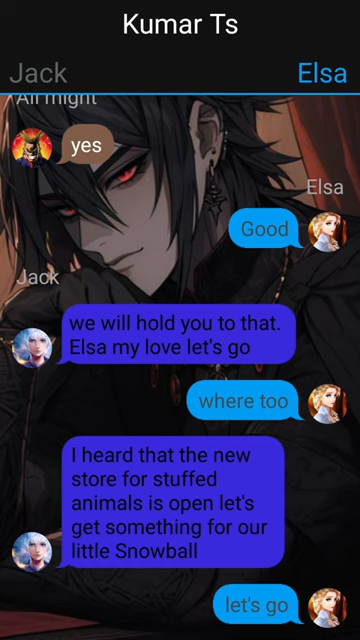 Kumar Ts
Jack
Elsa
All might
yes
Elsa
Good
Jack
we will hold you to that.
Elsa my love let's go
where too
I heard that the new
store for stuffed
animals is open let's
get something for our
little Snowball
let's go